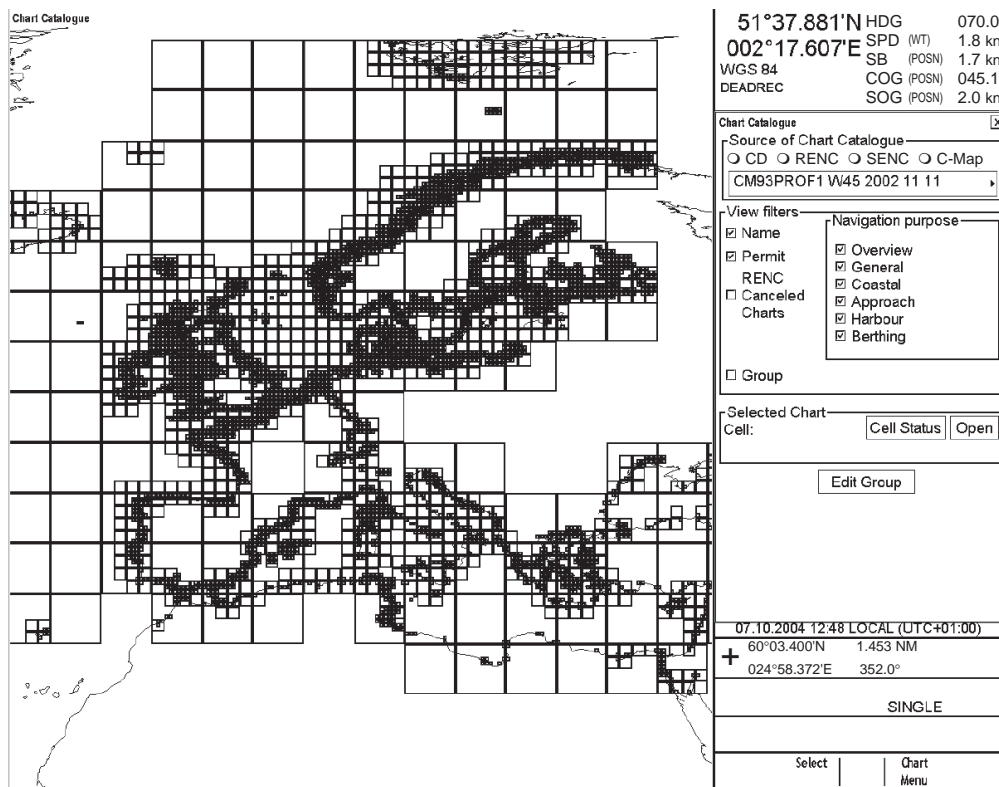 Chart Catalogue
51°37.881'N HDG 070.0
002°17.607'E SPD (WT) 1.8 kn
WGS 84 SB (POSN) 1.7 kn
DEADREC COG (POSN) 045.1
SOG (POSN) 2.0 kn
Chart Catalogue
Source of Chart Catalogue
CD RENC SENC C-Map
CM93PROF1 W45 2002 11 11
View filters
Name
Permit
RENC
Canceled
Charts
Group
Navigation purpose
Overview
General
Coastal
Approach
Harbour
Berthing
Selected Chart
Cell: Cell Status Open
Edit Group
07.10.2004 12:48 LOCAL (UTC+01:00)
60°03.400'N 1.453 NM
024°58.372'E 352.0°
SINGLE
Select Chart
Menu